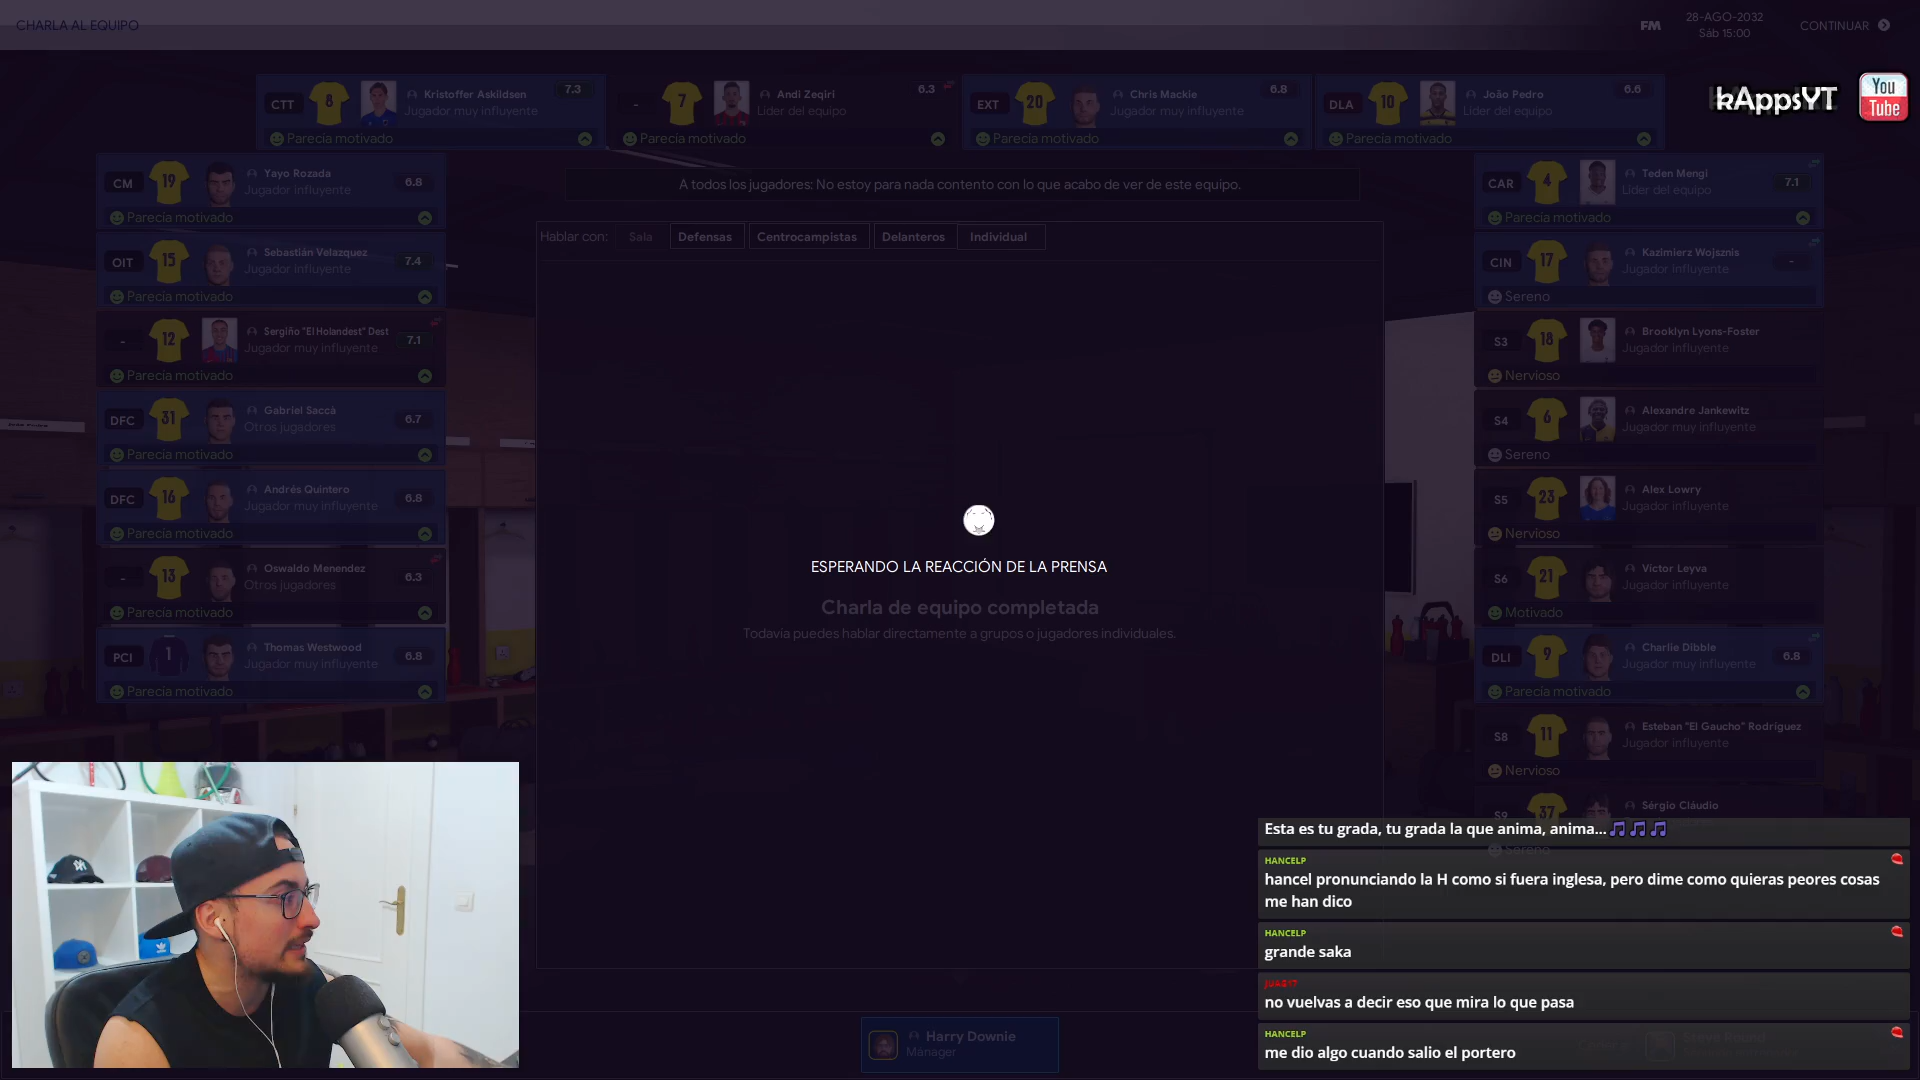 CHARLA AL EQUIPO
FM
28-AGO-2032
Sáb 15:00
CONTINUAR
kAppsYT
You
Tube
CTT
8
Kristoffer Askildsen
Jugador muy influyente
7.3
Parecía motivado
-
7
Andi Zeqiri
Líder del equipo
6.3
Parecía motivado
EXT
20
Chris Mackie
Jugador muy influyente
6.8
Parecía motivado
DLA
10
João Pedro
Líder del equipo
6.6
Parecía motivado
CM
19
Yayo Rozada
Jugador influyente
6.8
Parecía motivado
OIT
15
Sebastián Velazquez
Jugador influyente
7.4
Parecía motivado
-
12
Sergiño "El Holandest" Dest
Jugador muy influyente
7.1
Parecía motivado
DFC
31
Gabriel Saccà
Otros jugadores
6.7
Parecía motivado
DFC
16
Andrés Quintero
Jugador muy influyente
6.8
Parecía motivado
-
13
Oswaldo Menendez
Otros jugadores
6.3
Parecía motivado
PCI
1
Thomas Westwood
Jugador muy influyente
6.8
Parecía motivado
A todos los jugadores: No estoy para nada contento con lo que acabo de ver de este equipo.
Hablar con:
Sala
Defensas
Centrocampistas
Delanteros
Individual
ESPERANDO LA REACCIÓN DE LA PRENSA
Charla de equipo completada
Todavía puedes hablar directamente a grupos o jugadores individuales.
CAR
4
Teden Mengi
Líder del equipo
7.1
Parecía motivado
CIN
17
Kazimierz Wojsznis
Jugador influyente
-
Sereno
S3
18
Brooklyn Lyons-Foster
Jugador influyente
Nervioso
S4
6
Alexandre Jankewitz
Jugador muy influyente
Sereno
S5
23
Alex Lowry
Jugador influyente
Nervioso
S6
21
Víctor Leyva
Jugador influyente
Motivado
DLI
9
Charlie Dibble
Jugador muy influyente
6.8
Parecía motivado
S8
11
Esteban "El Gaucho" Rodríguez
Jugador influyente
Nervioso
S9
37
Sérgio Cláudio
Sereno
Harry Downie
Mánager
Esta es tu grada, tu grada la que anima, anima...🎵🎵🎵
HANCELP
hancel pronunciando la H como si fuera inglesa, pero dime como quieras peores cosas
me han dico
HANCELP
grande saka
no vuelvas a decir eso que mira lo que pasa
HANCELP
me dio algo cuando salio el portero